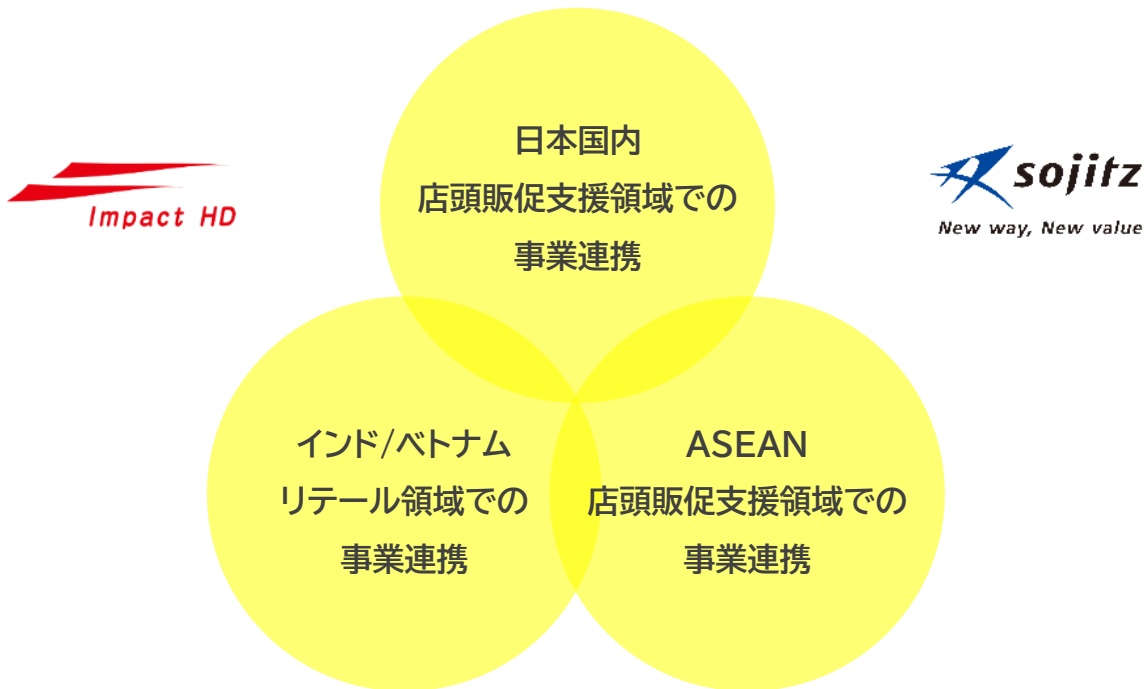 日本国内
店頭販促支援領域での
事業連携
Impact HD
sojitz
New way, New value
インド/ベトナム
リテール領域での
事業連携
ASEAN
店頭販促支援領域での
事業連携